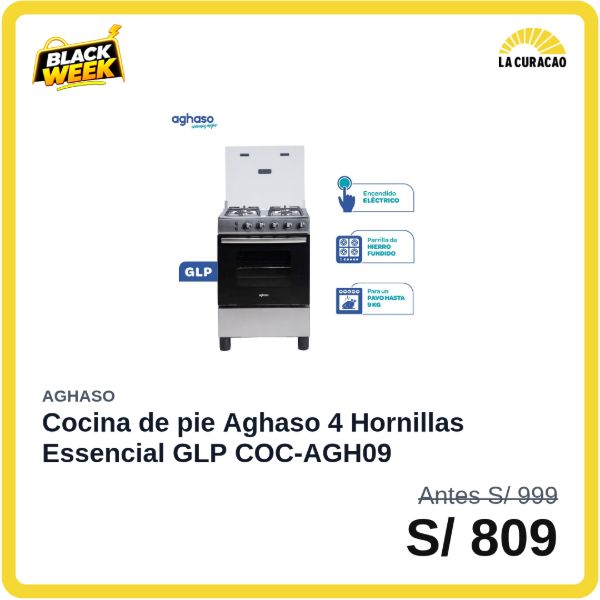 BLACK
WEEK
LA CURACAO
aghaso
Encendido
ELÉCTRICO
Parrilla de
HIERRO
FUNDIDO
GLP
Para un
PAVO HASTA
9 KG
AGHASO
Cocina de pie Aghaso 4 Hornillas
Essencial GLP COC-AGH09
Antes S/ 999
S/ 809